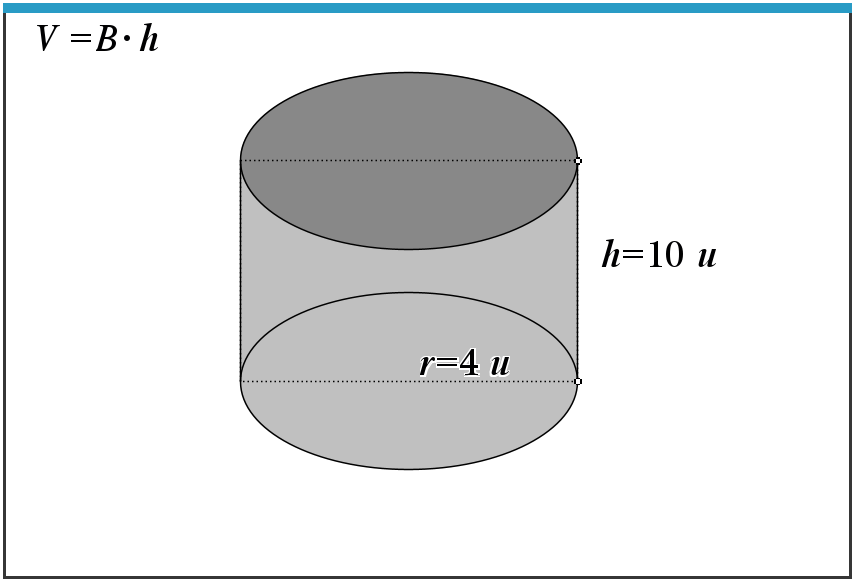 V = B · h
h=10 u
r=4 u